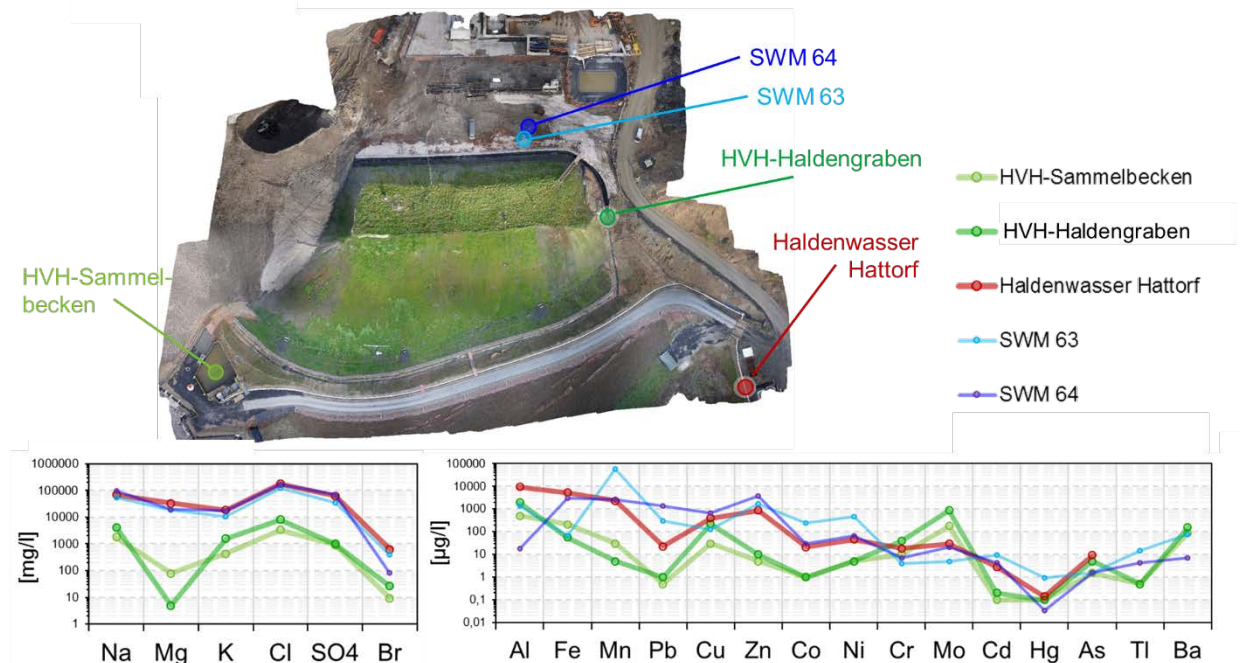 SWM 64
SWM 63
HVH-Haldengraben
Haldenwasser
Hattorf
HVH-Sammel-
becken
HVH-Sammelbecken
HVH-Haldengraben
Haldenwasser Hattorf
SWM 63
SWM 64
[mg/l]
1000000
100000
10000
1000
100
10
1
Na Mg K Cl SO4 Br
[µg/l]
100000
10000
1000
100
10
1
0,1
0,01
Al Fe Mn Pb Cu Zn Co Ni Cr Mo Cd Hg As Tl Ba